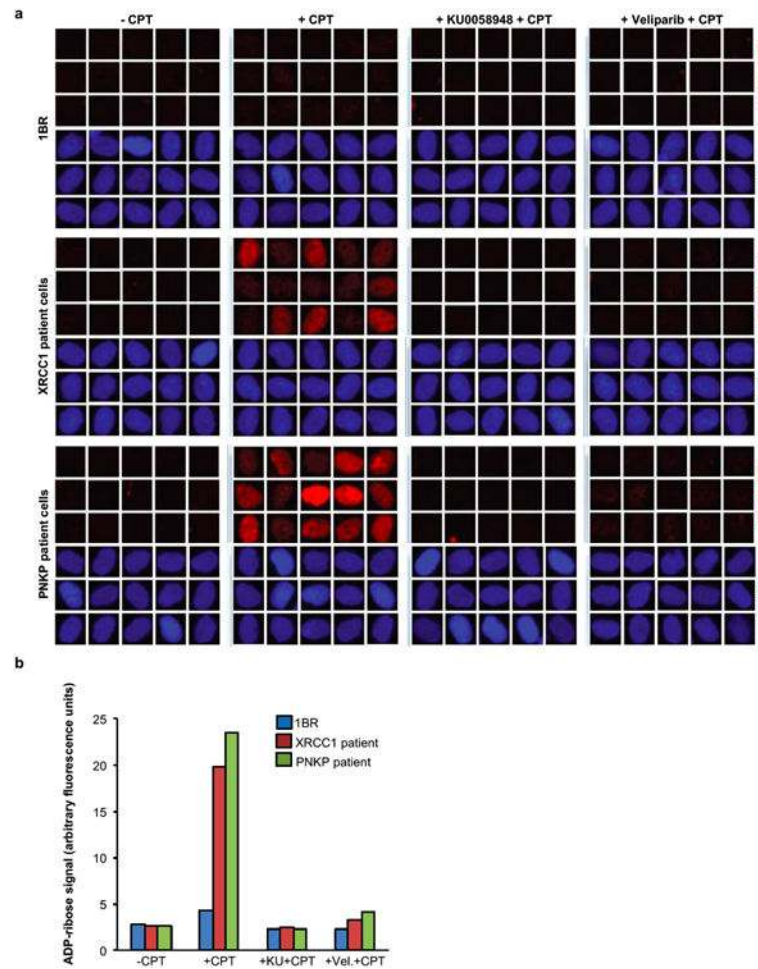 a
- CPT + CPT + KU0058948 + CPT + Veliparib + CPT
1BR
XRCC1 patient cells
PNKP patient cells
b
ADP-ribose signal (arbitrary fluorescence units)
25
20
15
10
5
0
1BR
XRCC1 patient
PNKP patient
-CPT +CPT +KU+CPT +Vel.+CPT